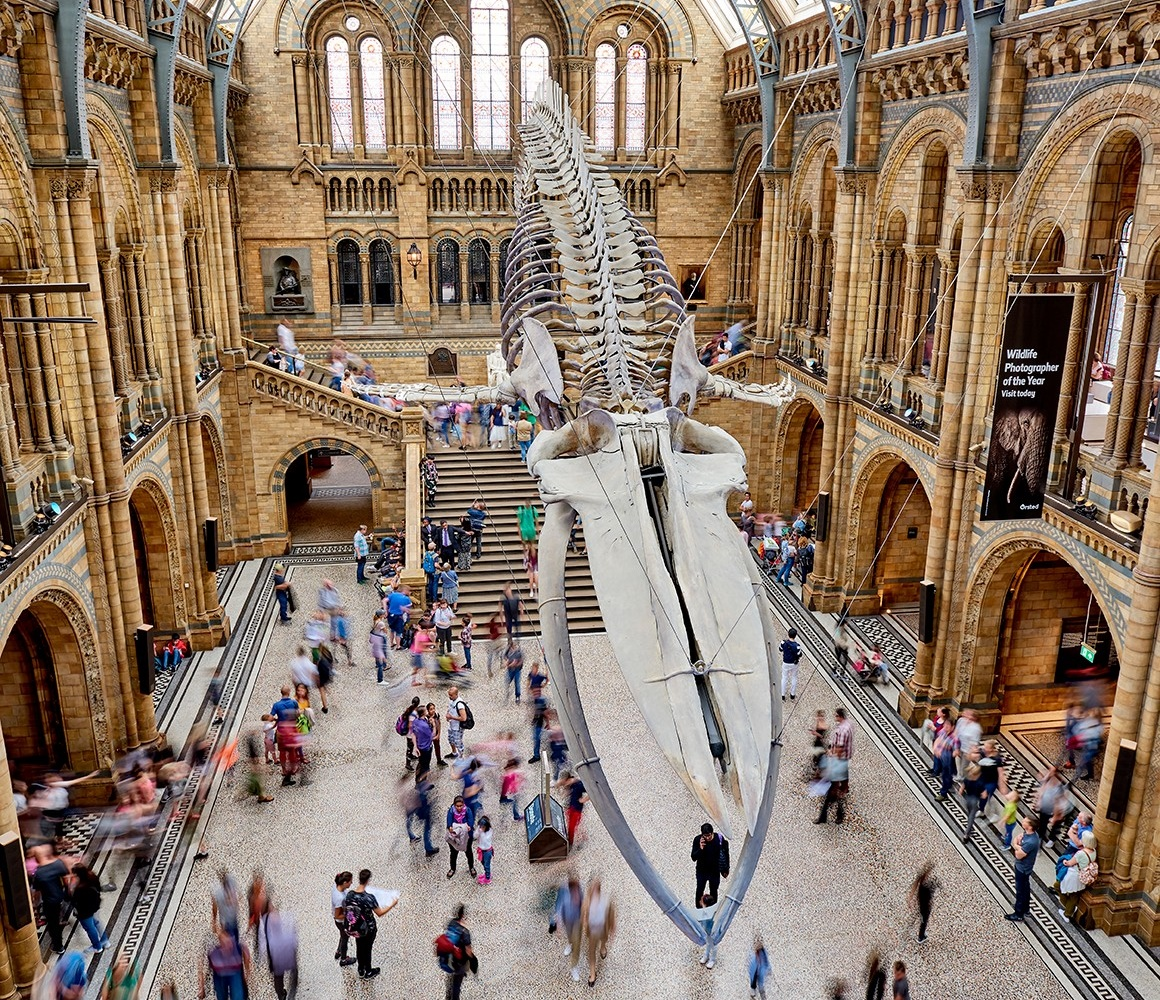 Wildlife
Photographer
of the Year
Visit today
Ørsted